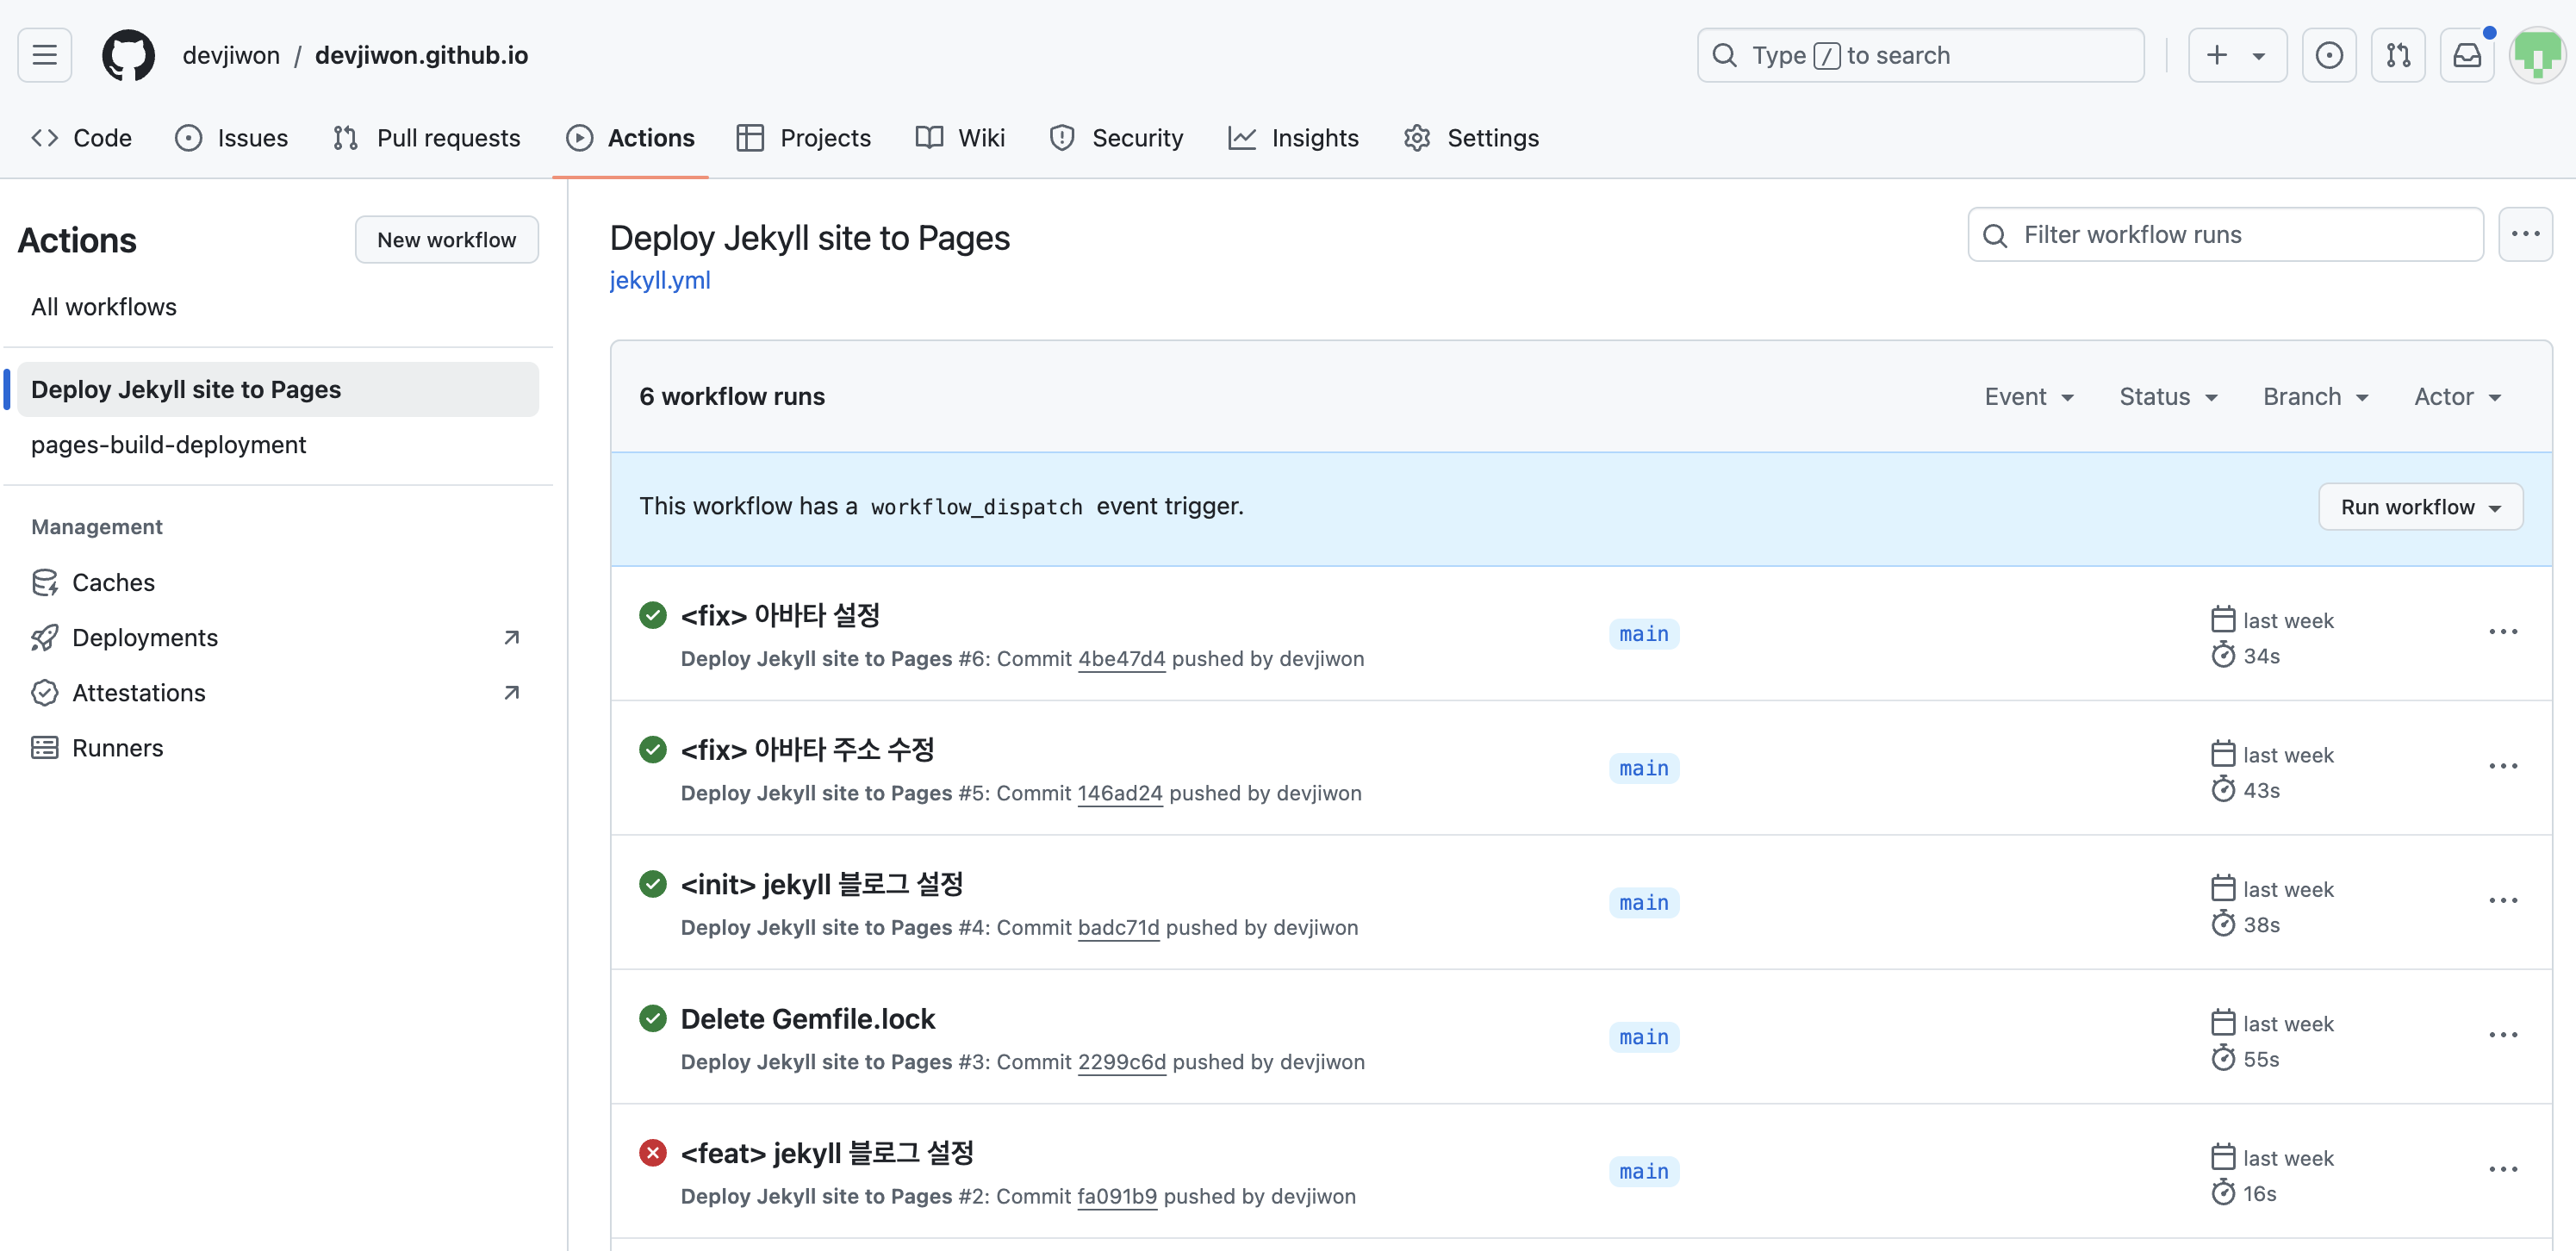 devjiwon / devjiwon.github.io
Type / to search
Code Issues Pull requests Actions Projects Wiki Security Insights Settings
Actions
New workflow
All workflows
Deploy Jekyll site to Pages
pages-build-deployment
Management
Caches
Deployments
Attestations
Runners
Deploy Jekyll site to Pages
jekyll.yml
Filter workflow runs
6 workflow runs
Event Status Branch Actor
This workflow has a workflow_dispatch event trigger.
Run workflow
<fix> 아바타 설정
Deploy Jekyll site to Pages #6: Commit 4be47d4 pushed by devjiwon
main
last week
34s
<fix> 아바타 주소 수정
Deploy Jekyll site to Pages #5: Commit 146ad24 pushed by devjiwon
main
last week
43s
<init> jekyll 블로그 설정
Deploy Jekyll site to Pages #4: Commit badc71d pushed by devjiwon
main
last week
38s
Delete Gemfile.lock
Deploy Jekyll site to Pages #3: Commit 2299c6d pushed by devjiwon
main
last week
55s
<feat> jekyll 블로그 설정
Deploy Jekyll site to Pages #2: Commit fa091b9 pushed by devjiwon
main
last week
16s